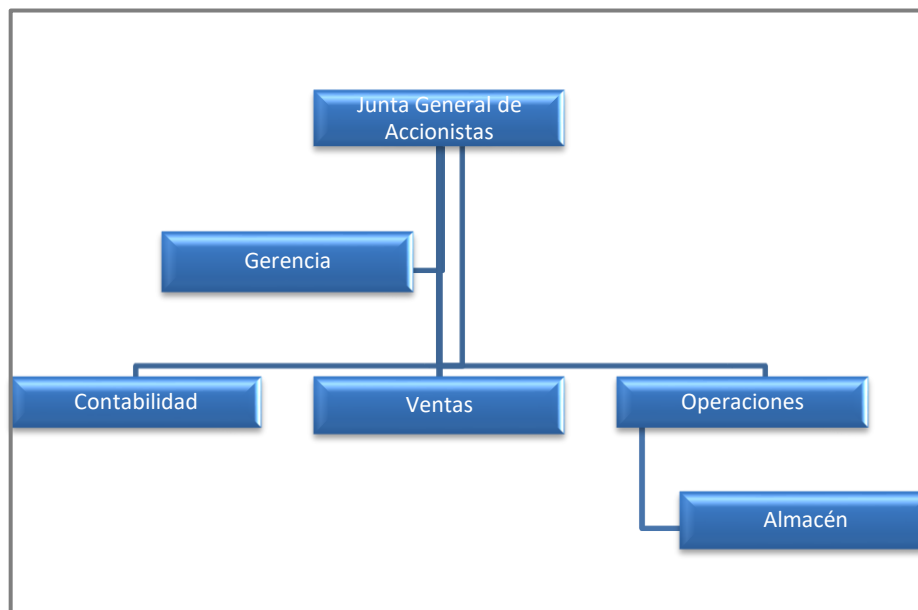 Junta General de
Accionistas
Gerencia
Contabilidad
Ventas
Operaciones
Almacén